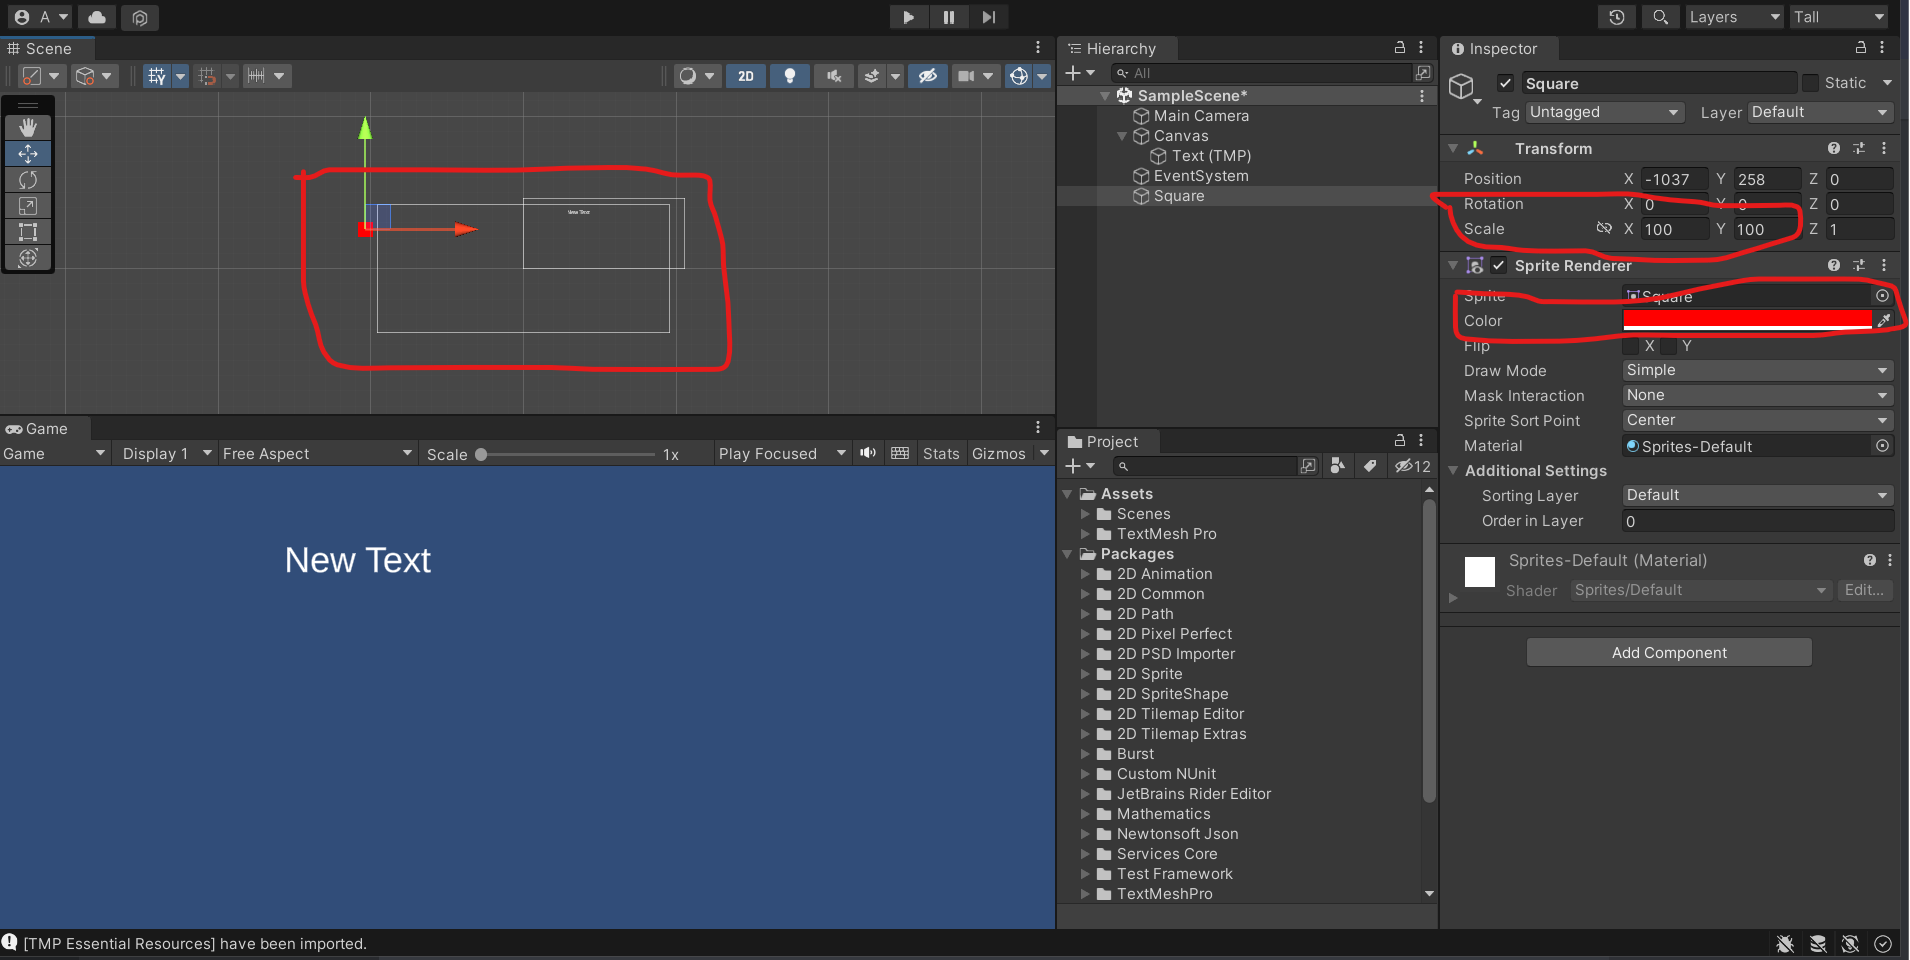 A
Layers
Tall
Scene
2D
New Text
Game
Game
Display 1
Free Aspect
Scale
1x
Play Focused
Stats
Gizmos
New Text
Hierarchy
All
SampleScene*
Main Camera
Canvas
Text (TMP)
EventSystem
Square
Project
12
Assets
Scenes
TextMesh Pro
Packages
2D Animation
2D Common
2D Path
2D Pixel Perfect
2D PSD Importer
2D Sprite
2D SpriteShape
2D Tilemap Editor
2D Tilemap Extras
Burst
Custom NUnit
JetBrains Rider Editor
Mathematics
Newtonsoft Json
Services Core
Test Framework
TextMeshPro
Inspector
Square
Static
Tag Untagged Layer Default
Transform
Position X -1037 Y 258 Z 0
Rotation X 0 Y 0 Z 0
Scale X 100 Y 100 Z 1
Sprite Renderer
Sprite Square
Color
Flip X Y
Draw Mode Simple
Mask Interaction None
Sprite Sort Point Center
Material Sprites-Default
Additional Settings
Sorting Layer Default
Order in Layer 0
Sprites-Default (Material)
Shader Sprites/Default Edit...
Add Component
[TMP Essential Resources] have been imported.